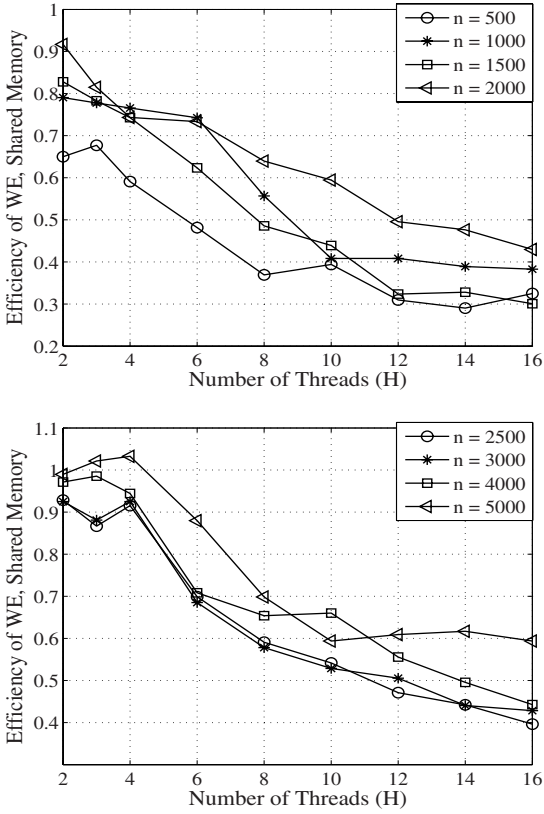 Efficiency of WE, Shared Memory
1
0.9
0.8
0.7
0.6
0.5
0.4
0.3
0.2
2
4
6
8
10
12
14
16
Number of Threads (H)
n = 500
n = 1000
n = 1500
n = 2000
Efficiency of WE, Shared Memory
1.1
1
0.9
0.8
0.7
0.6
0.5
0.4
2
4
6
8
10
12
14
16
Number of Threads (H)
n = 2500
n = 3000
n = 4000
n = 5000